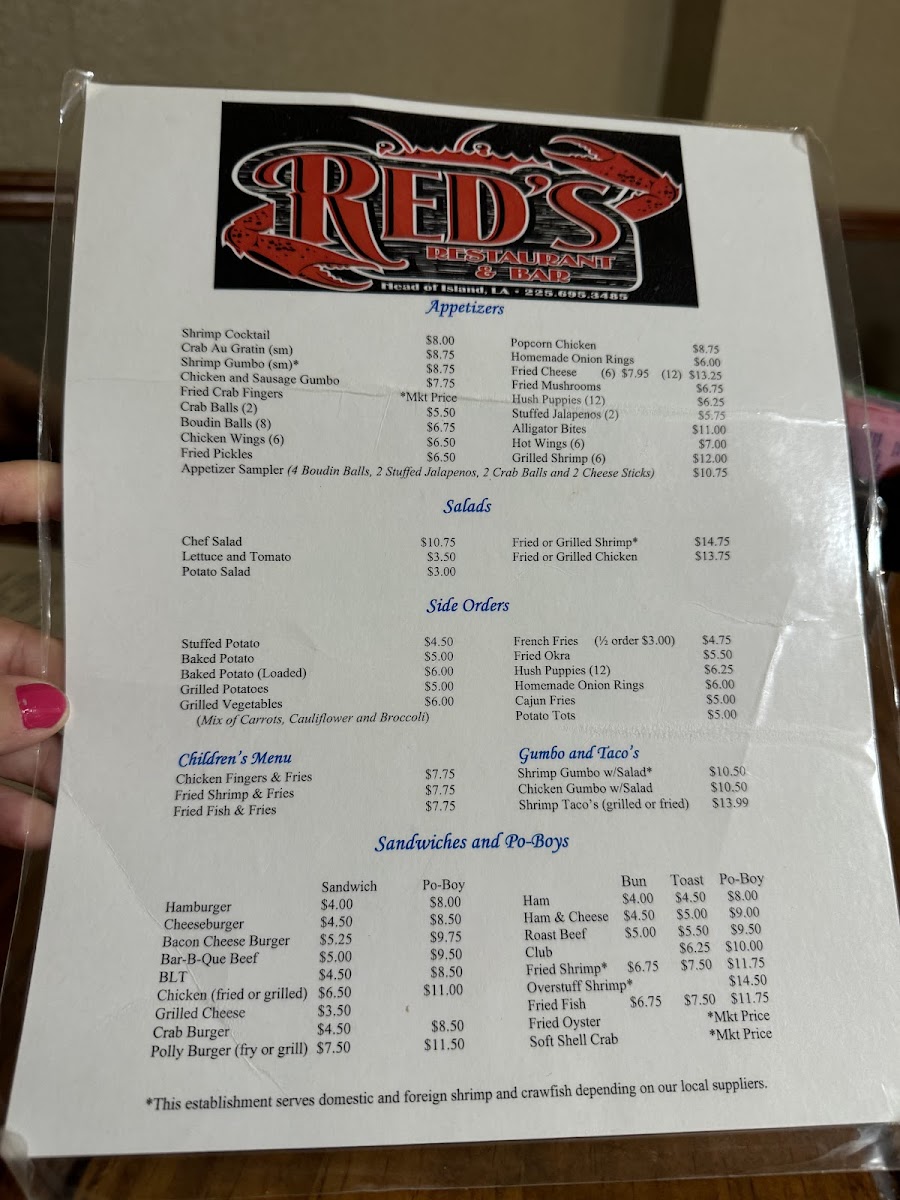 RED'S
RESTAURANT
& BAR
Head of Island, LA • 225.695.3485
Appetizers
Shrimp Cocktail $8.00 Popcorn Chicken $8.75
Crab Au Gratin (sm) $8.75 Homemade Onion Rings $6.00
Shrimp Gumbo (sm)* $8.75 Fried Cheese (6) $7.95 (12) $13.25
Chicken and Sausage Gumbo $7.75 Fried Mushrooms $6.75
Fried Crab Fingers *Mkt Price Hush Puppies (12) $6.25
Crab Balls (2) $5.50 Stuffed Jalapenos (2) $5.75
Boudin Balls (8) $6.75 Alligator Bites $11.00
Chicken Wings (6) $6.50 Hot Wings (6) $7.00
Fried Pickles $6.50 Grilled Shrimp (6) $12.00
Appetizer Sampler (4 Boudin Balls, 2 Stuffed Jalapenos, 2 Crab Balls and 2 Cheese Sticks) $10.75
Salads
Chef Salad $10.75 Fried or Grilled Shrimp* $14.75
Lettuce and Tomato $3.50 Fried or Grilled Chicken $13.75
Potato Salad $3.00
Side Orders
Stuffed Potato $4.50 French Fries (½ order $3.00) $4.75
Baked Potato $5.00 Fried Okra $5.50
Baked Potato (Loaded) $6.00 Hush Puppies (12) $6.25
Grilled Potatoes $5.00 Homemade Onion Rings $6.00
Grilled Vegetables $6.00 Cajun Fries $5.00
(Mix of Carrots, Cauliflower and Broccoli) Potato Tots $5.00
Children's Menu
Chicken Fingers & Fries $7.75
Fried Shrimp & Fries $7.75
Fried Fish & Fries $7.75
Gumbo and Taco's
Shrimp Gumbo w/Salad* $10.50
Chicken Gumbo w/Salad $10.50
Shrimp Taco's (grilled or fried) $13.99
Sandwiches and Po-Boys
Sandwich Po-Boy
Hamburger $4.00 $8.00
Cheeseburger $4.50 $8.50
Bacon Cheese Burger $5.25 $9.75
Bar-B-Que Beef $5.00 $9.50
BLT $4.50 $8.50
Chicken (fried or grilled) $6.50 $11.00
Grilled Cheese $3.50
Crab Burger $4.50 $8.50
Polly Burger (fry or grill) $7.50 $11.50
Bun Toast Po-Boy
Ham $4.00 $4.50 $8.00
Ham & Cheese $4.50 $5.00 $9.00
Roast Beef $5.00 $5.50 $9.50
Club $6.25 $10.00
Fried Shrimp* $6.75 $7.50 $11.75
Overstuff Shrimp* $14.50
Fried Fish $6.75 $7.50 $11.75
Fried Oyster *Mkt Price
Soft Shell Crab *Mkt Price
*This establishment serves domestic and foreign shrimp and crawfish depending on our local suppliers.